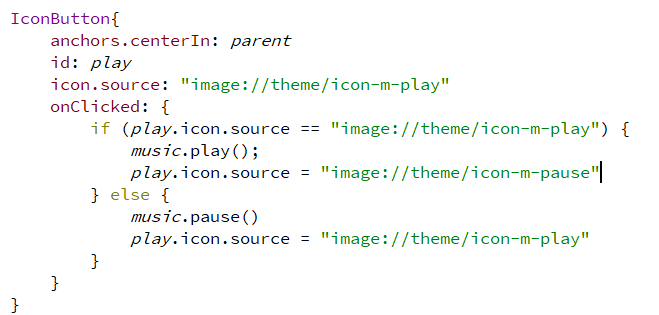 IconButton{
    anchors.centerIn: parent
    id: play
    icon.source: "image://theme/icon-m-play"
    onClicked: {
        if (play.icon.source == "image://theme/icon-m-play") {
            music.play();
            play.icon.source = "image://theme/icon-m-pause"
        } else {
            music.pause()
            play.icon.source = "image://theme/icon-m-play"
        }
    }
}